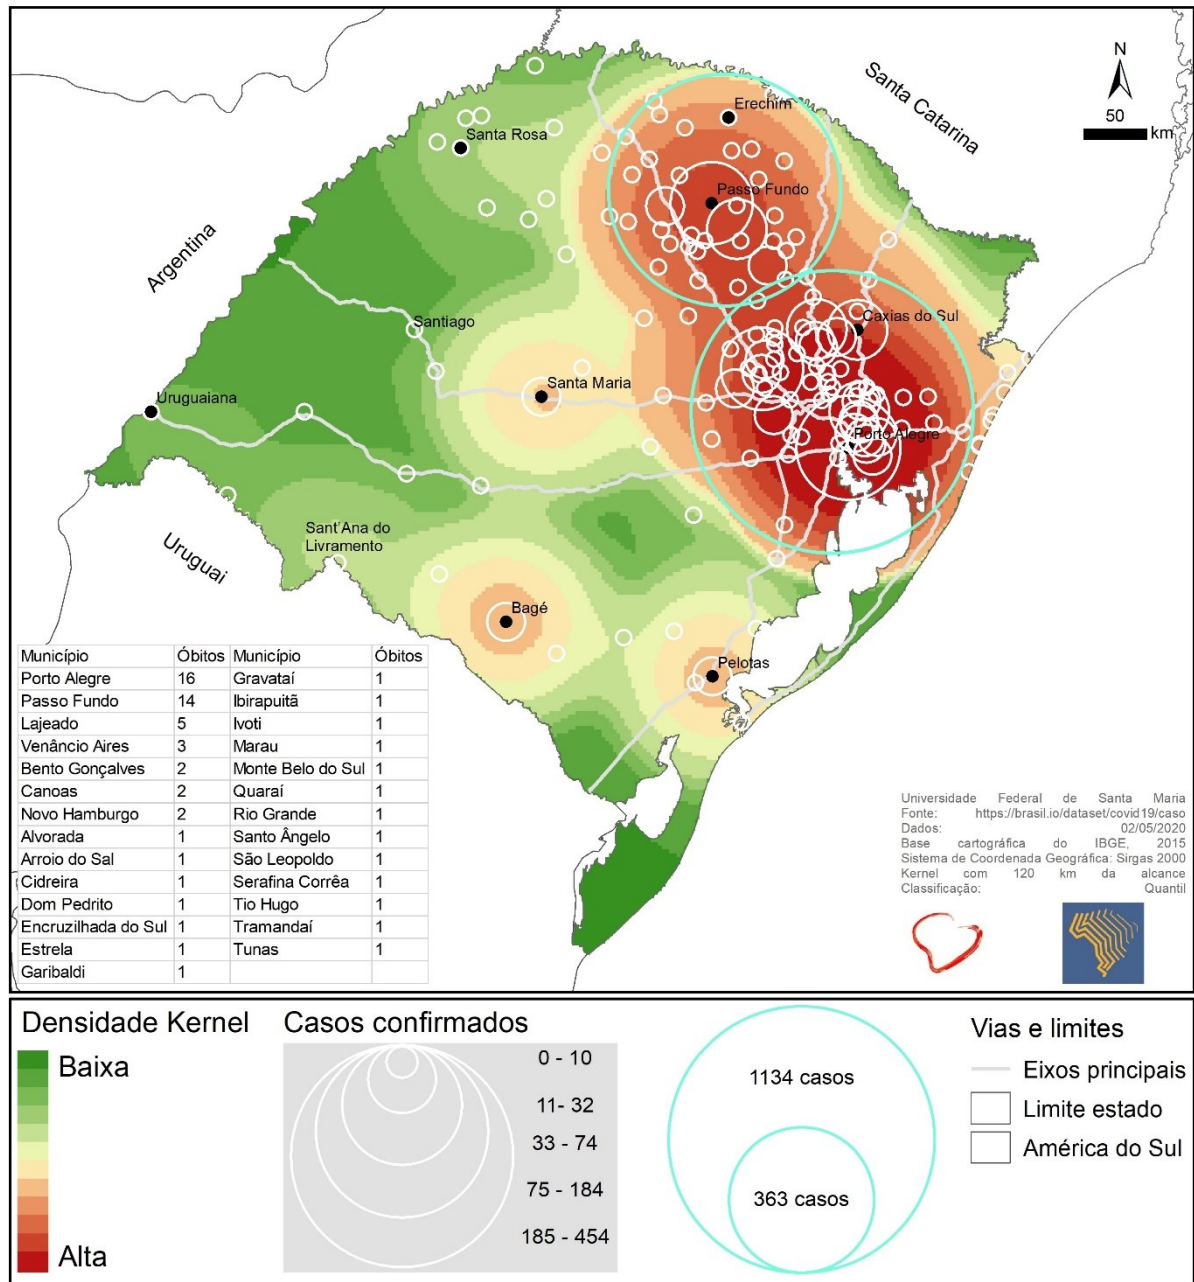 N
50
km
Santa Catarina
Erechim
Santa Rosa
Passo Fundo
Argentina
Santiago
Caxias do Sul
Santa Maria
Uruguaiana
Porto Alegre
Uruguai
Sant'Ana do
Livramento
Bagé
Pelotas
Município Óbitos Município Óbitos
Porto Alegre 16 Gravataí 1
Passo Fundo 14 Ibirapuitã 1
Lajeado 5 Ivoti 1
Venâncio Aires 3 Marau 1
Bento Gonçalves 2 Monte Belo do Sul 1
Canoas 2 Quaraí 1
Novo Hamburgo 2 Rio Grande 1
Alvorada 1 Santo Ângelo 1
Arroio do Sal 1 São Leopoldo 1
Cidreira 1 Serafina Corrêa 1
Dom Pedrito 1 Tio Hugo 1
Encruzilhada do Sul 1 Tramandaí 1
Estrela 1 Tunas 1
Garibaldi 1
Universidade Federal de Santa Maria
Fonte: https://brasil.io/dataset/covid19/caso
Dados: 02/05/2020
Base cartográfica do IBGE, 2015
Sistema de Coordenada Geográfica: Sirgas 2000
Kernel com 120 km da alcance
Classificação: Quantil
Densidade Kernel
Baixa
Alta
Casos confirmados
0 - 10
11- 32
33 - 74
75 - 184
185 - 454
1134 casos
363 casos
Vias e limites
Eixos principais
Limite estado
América do Sul